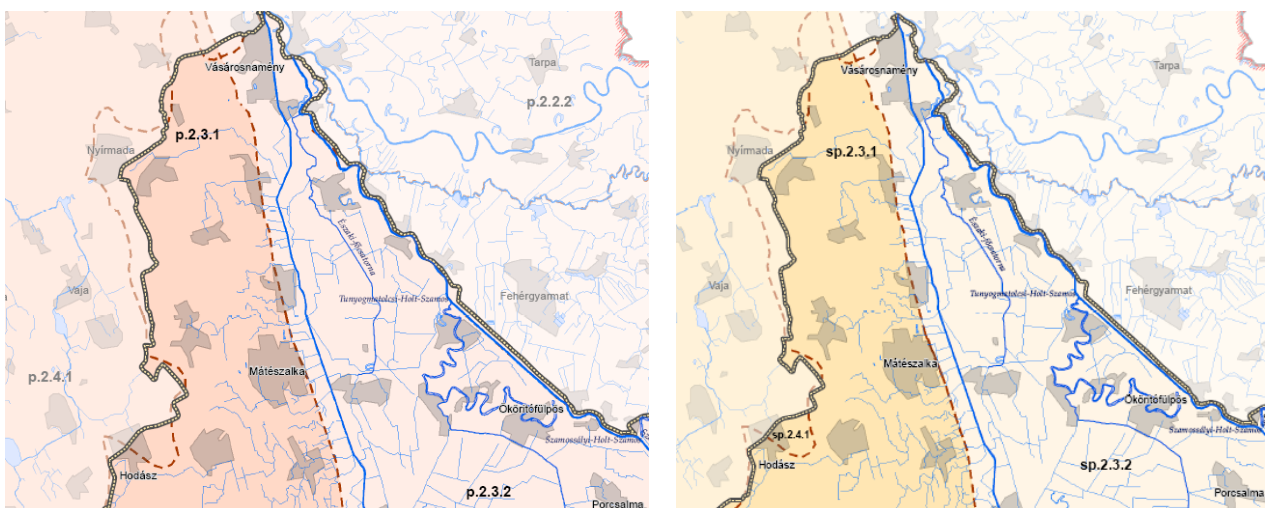 Vásárosnamény
Tarpa
p.2.2.2
p.2.3.1
Nyírmada
Északi-főcsatorna
Vaja
Tunyogmatolcsi-Holt-Szamos
Fehérgyarmat
p.2.4.1
Mátészalka
Ököritófülpös
Szamossályi-Holt-Szamos
Hodász
p.2.3.2
Porcsalma
Vásárosnamény
Tarpa
sp.2.3.1
Nyírmada
Északi-főcsatorna
Vaja
Tunyogmatolcsi-Holt-Szamos
Fehérgyarmat
Mátészalka
Ököritófülpös
sp.2.4.1
Szamossályi-Holt-Szamos
Hodász
sp.2.3.2
Porcsalma